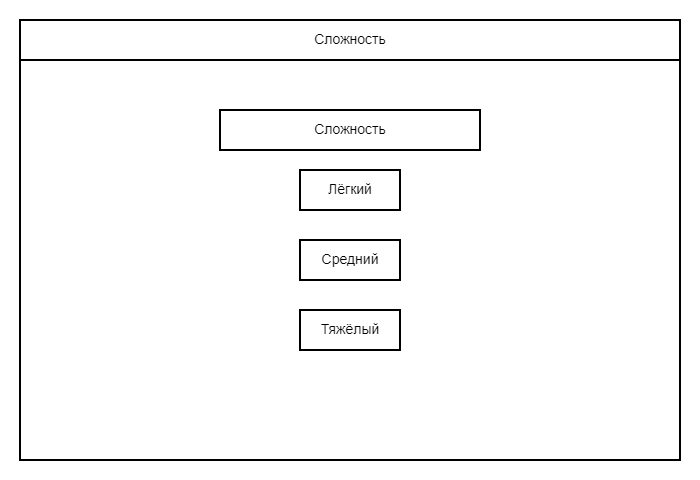 Сложность
Сложность
Лёгкий
Средний
Тяжёлый